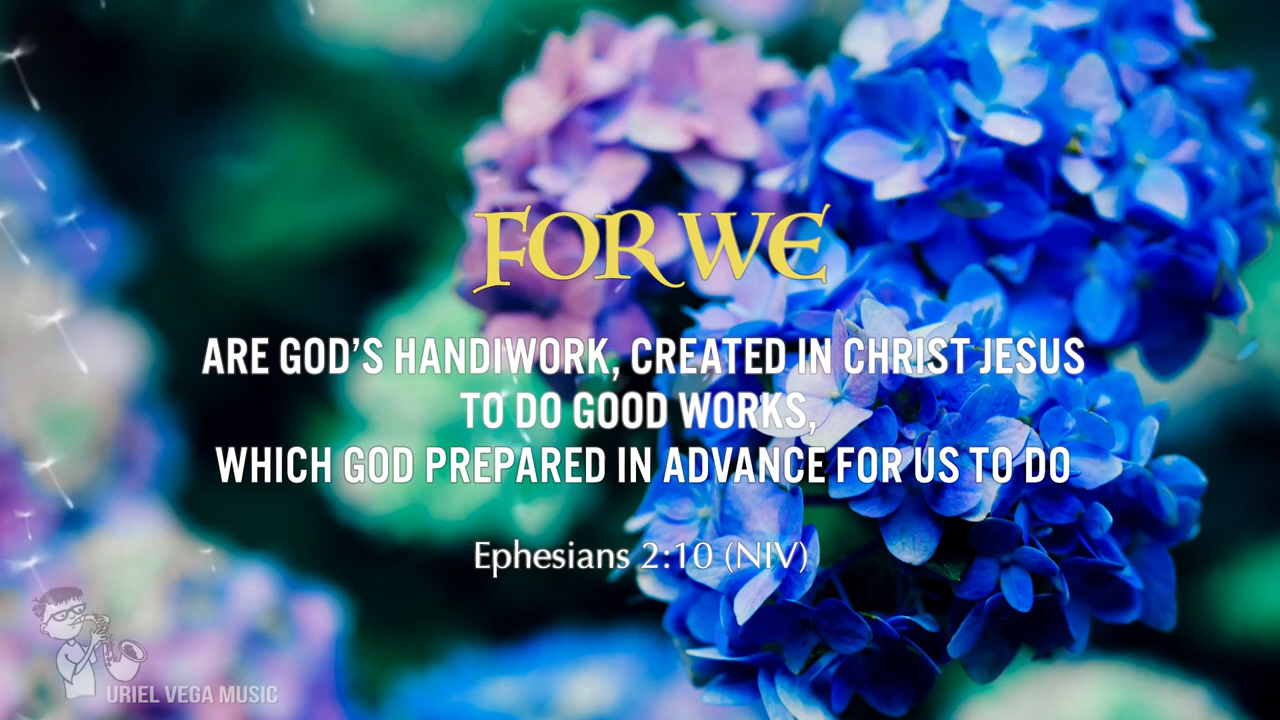 FOR WE
ARE GOD’S HANDIWORK, CREATED IN CHRIST JESUS
TO DO GOOD WORKS,
WHICH GOD PREPARED IN ADVANCE FOR US TO DO
Ephesians 2:10 (NIV)
URIEL VEGA MUSIC